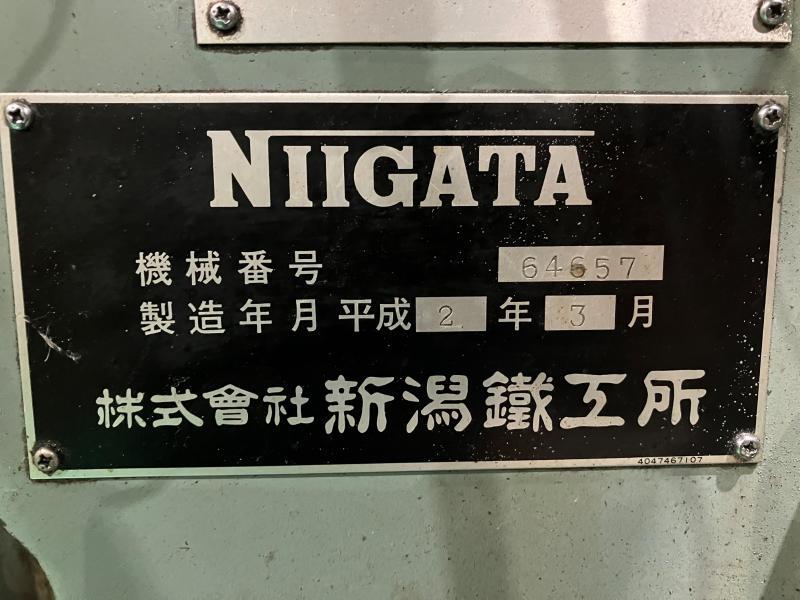 NIIGATA
機械番号 64657
製造年月 平成 2 年 3 月
株式會社 新潟鐵工所
4047467107